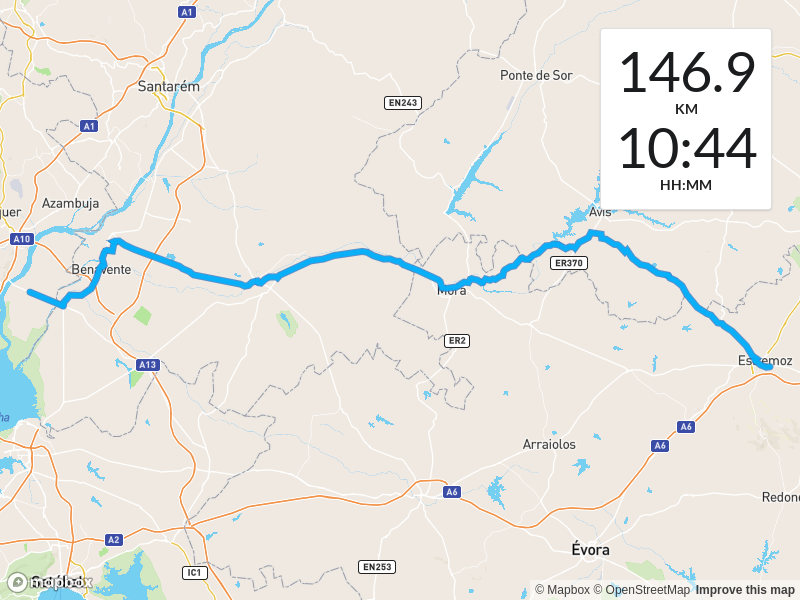 A1
146.9
KM
10:44
HH:MM
Ponte de Sor
Santarém
EN243
A1
Azambuja
quer
Avis
A10
Benavente
ER370
Mora
ER2
A13
Estremoz
A6
Arraiolos
A6
A6
Redon
A2
Évora
IC1
EN253
mapbox
© Mapbox © OpenStreetMap Improve this map